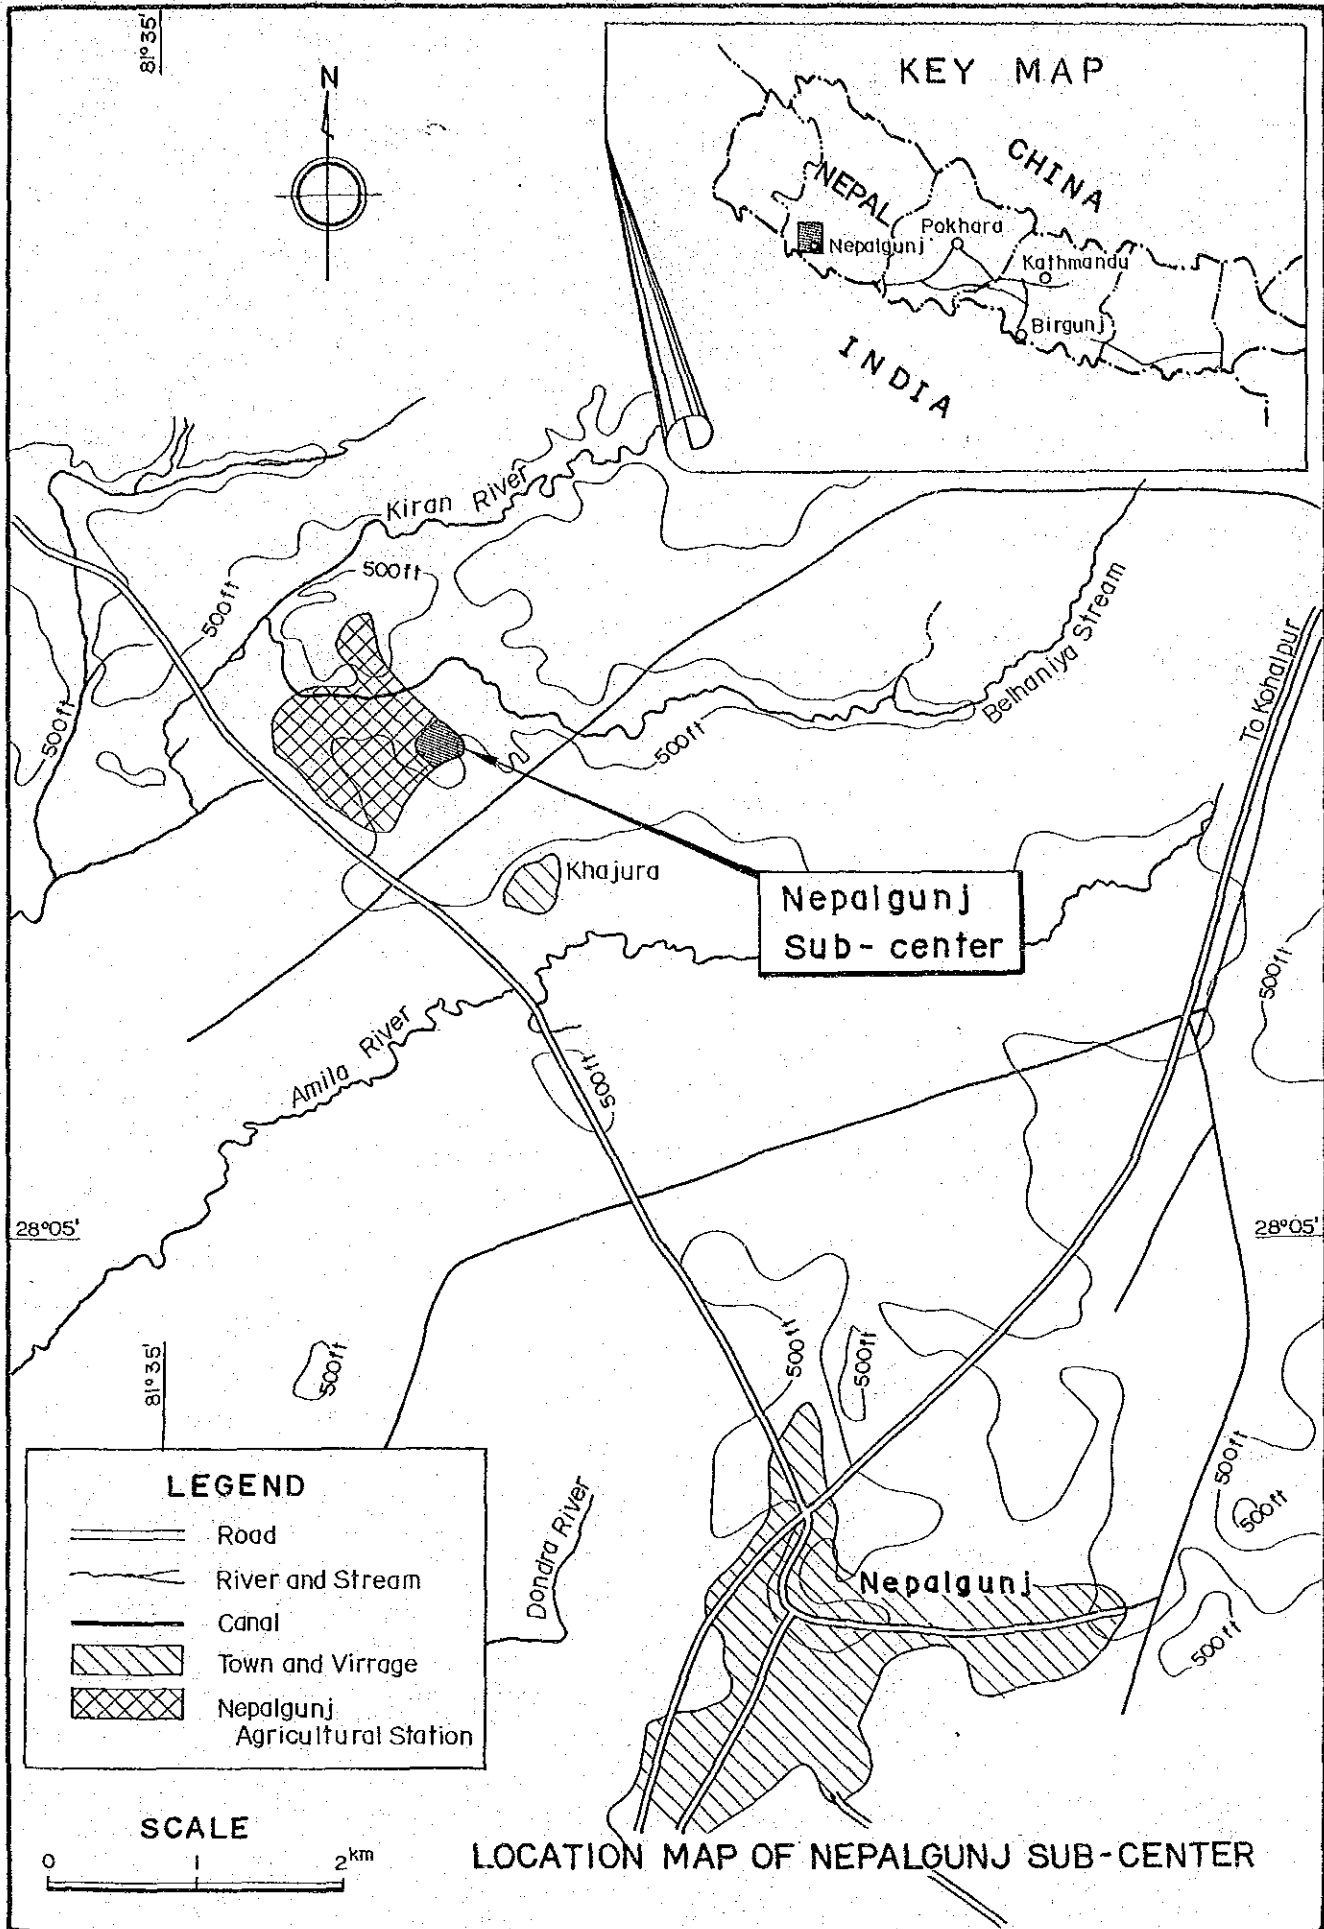 81°35'
N
KEY MAP
CHINA
NEPAL
Pokhara
Nepalgunj
Kathmandu
Birgunj
INDIA
Kiran River
500ft
500ft
Belhaniya Stream
To Kohalpur
500ft
500ft
Khajura
Nepalgunj
Sub-center
500ft
Amila River
500ft
28°05'
28°05'
500ft
500ft
81°35'
500ft
500ft
500ft
LEGEND
Road
River and Stream
Canal
Town and Virrage
Nepalgunj
Agricultural Station
Dondra River
Nepalgunj
500ft
SCALE
0 1 2km
LOCATION MAP OF NEPALGUNJ SUB-CENTER